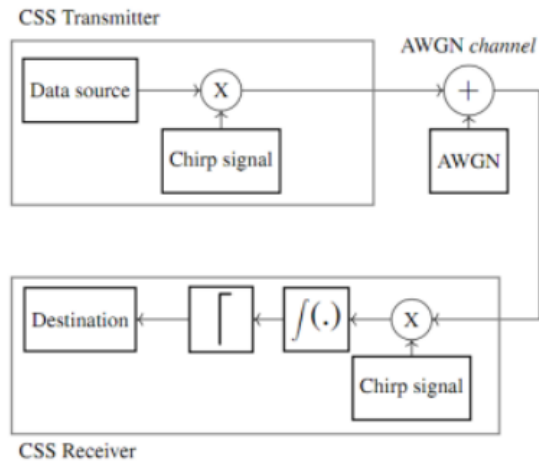 CSS Transmitter
AWGN channel
Data source
X
+
Chirp signal
AWGN
Destination
⌈
∫(.)
X
Chirp signal
CSS Receiver